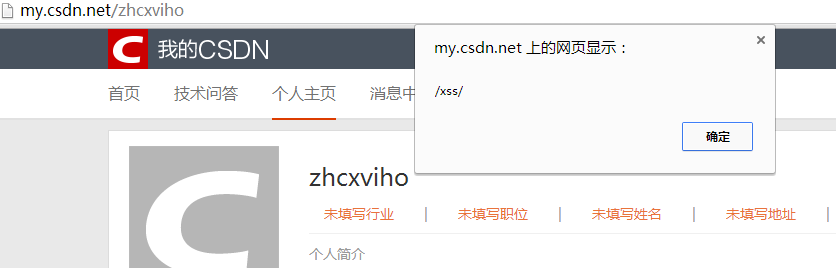 my.csdn.net/zhcxviho
C 我的CSDN
my.csdn.net 上的网页显示：
×
/xss/
确定
首页 技术问答 个人主页 消息中
C
zhcxviho
未填写行业 | 未填写职位 | 未填写姓名 | 未填写地址 |
个人简介